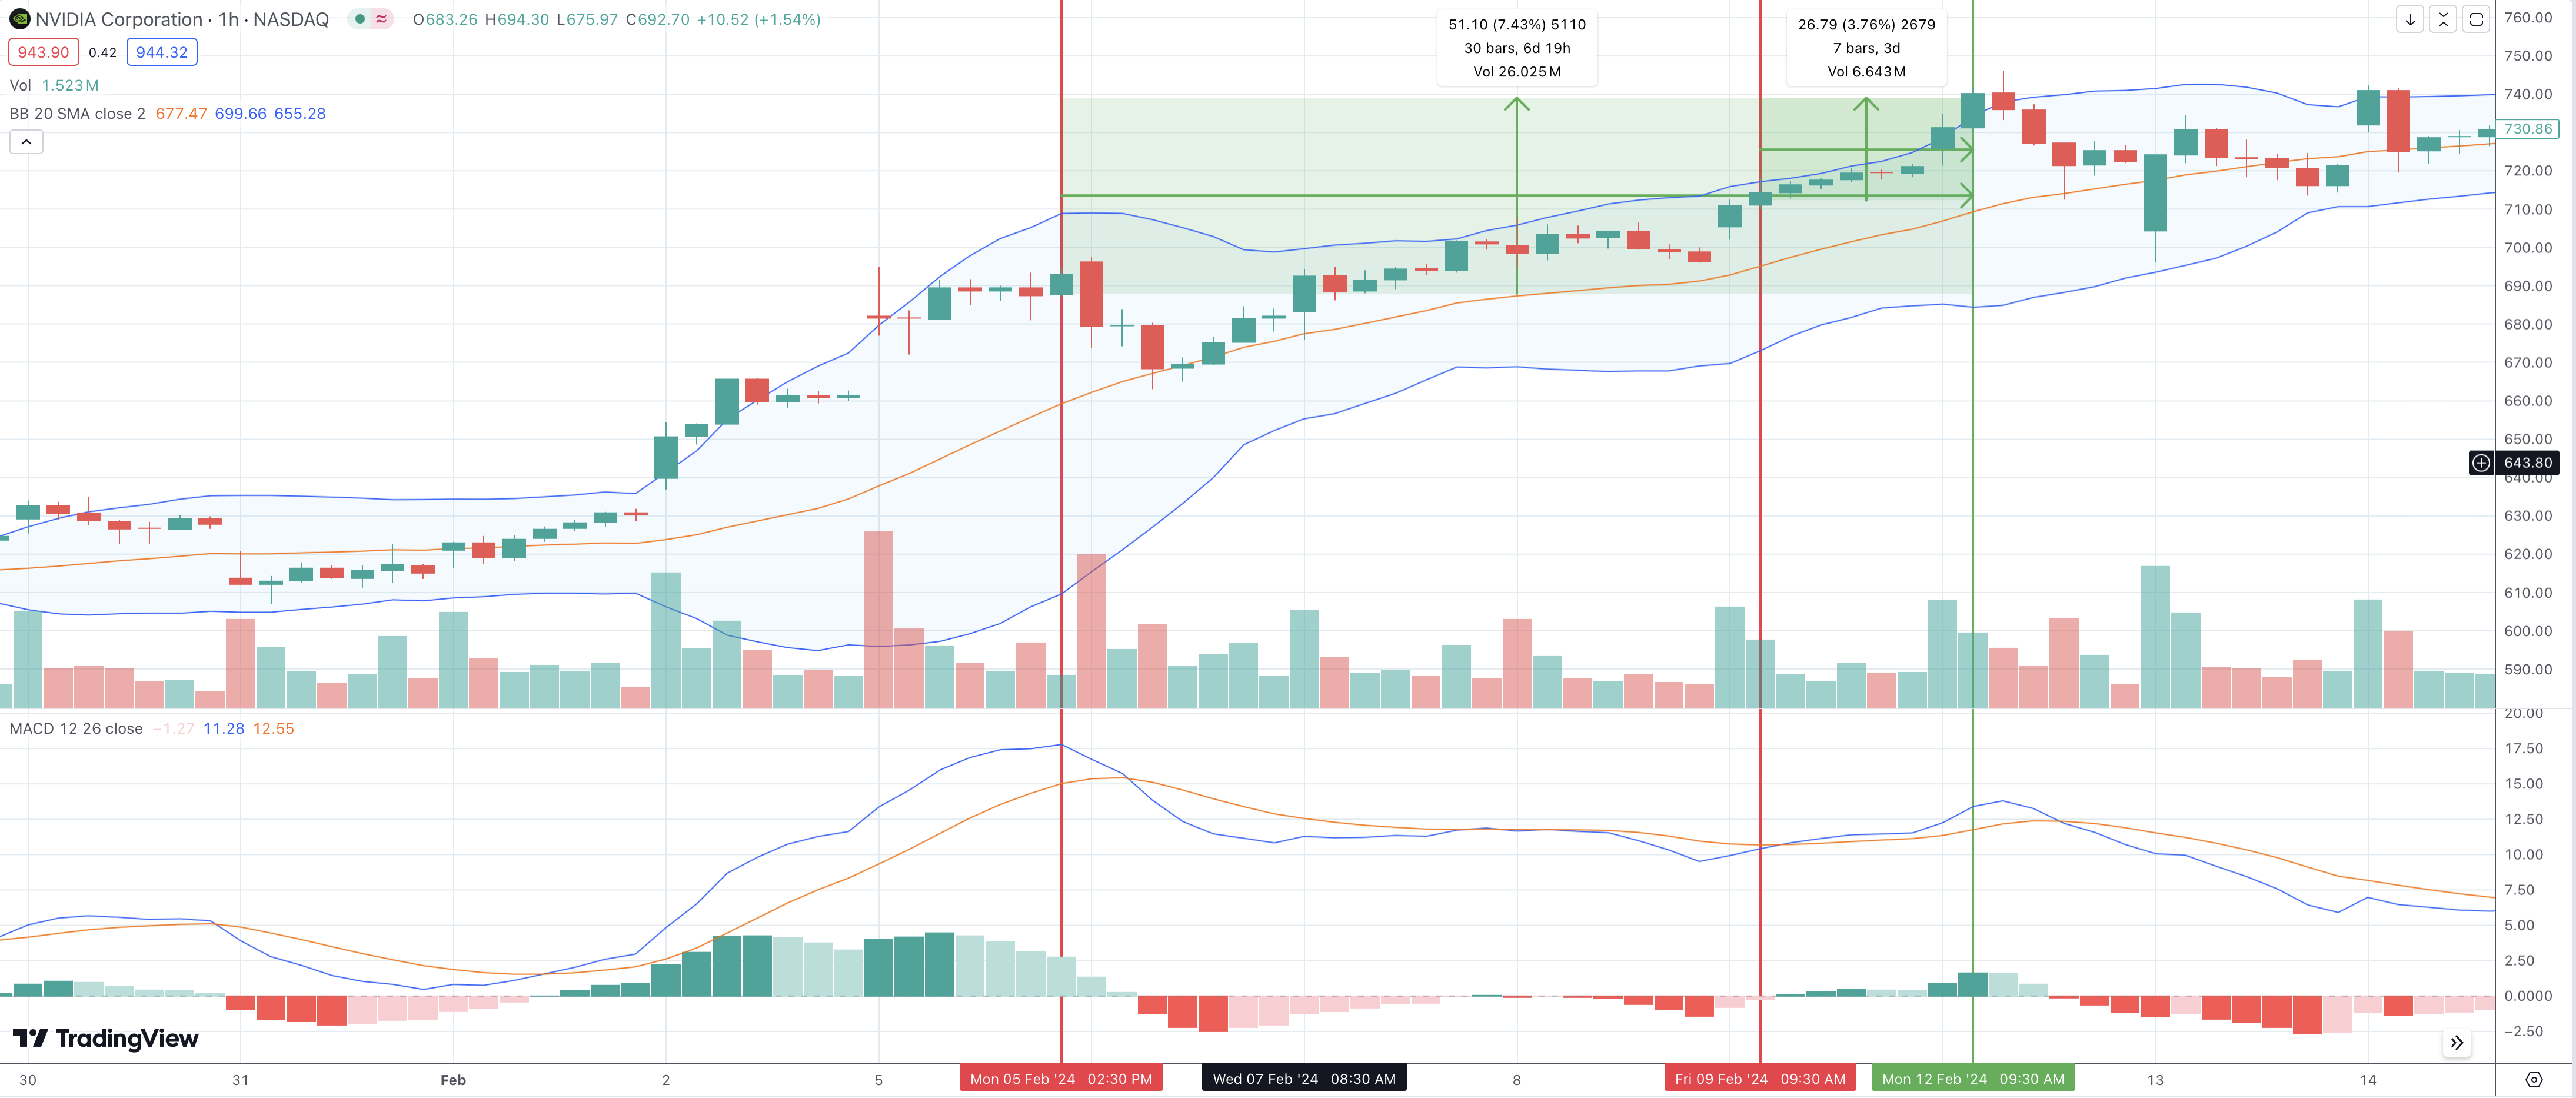 NVIDIA Corporation · 1h · NASDAQ O683.26 H694.30 L675.97 C692.70 +10.52 (+1.54%)
943.90 0.42 944.32
Vol 1.523 M
BB 20 SMA close 2 677.47 699.66 655.28
51.10 (7.43%) 5110
30 bars, 6d 19h
Vol 26.025 M
26.79 (3.76%) 2679
7 bars, 3d
Vol 6.643 M
760.00
750.00
740.00
730.86
720.00
710.00
700.00
690.00
680.00
670.00
660.00
650.00
643.80
640.00
630.00
620.00
610.00
600.00
590.00
MACD 12 26 close −1.27 11.28 12.55
20.00
17.50
15.00
12.50
10.00
7.50
5.00
2.50
0.0000
−2.50
TradingView
30 31 Feb 2 5 Mon 05 Feb '24 02:30 PM Wed 07 Feb '24 08:30 AM 8 Fri 09 Feb '24 09:30 AM Mon 12 Feb '24 09:30 AM 13 14